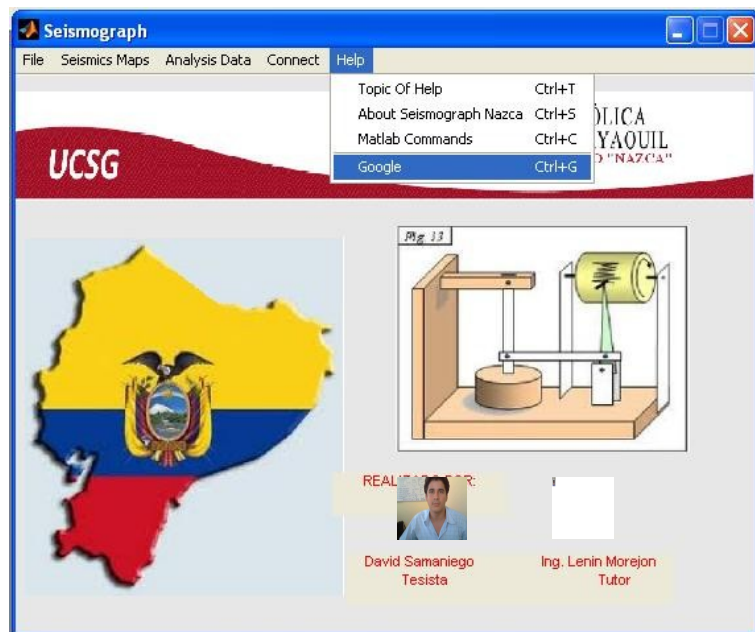 Seismograph
File Seismics Maps Analysis Data Connect Help
Topic Of Help Ctrl+T
About Seismograph Nazca Ctrl+S
Matlab Commands Ctrl+C
Google Ctrl+G
UCSG
ÓLICA
YAQUIL
"NAZCA"
Fig 13
David Samaniego
Tesista
Ing. Lenin Morejon
Tutor